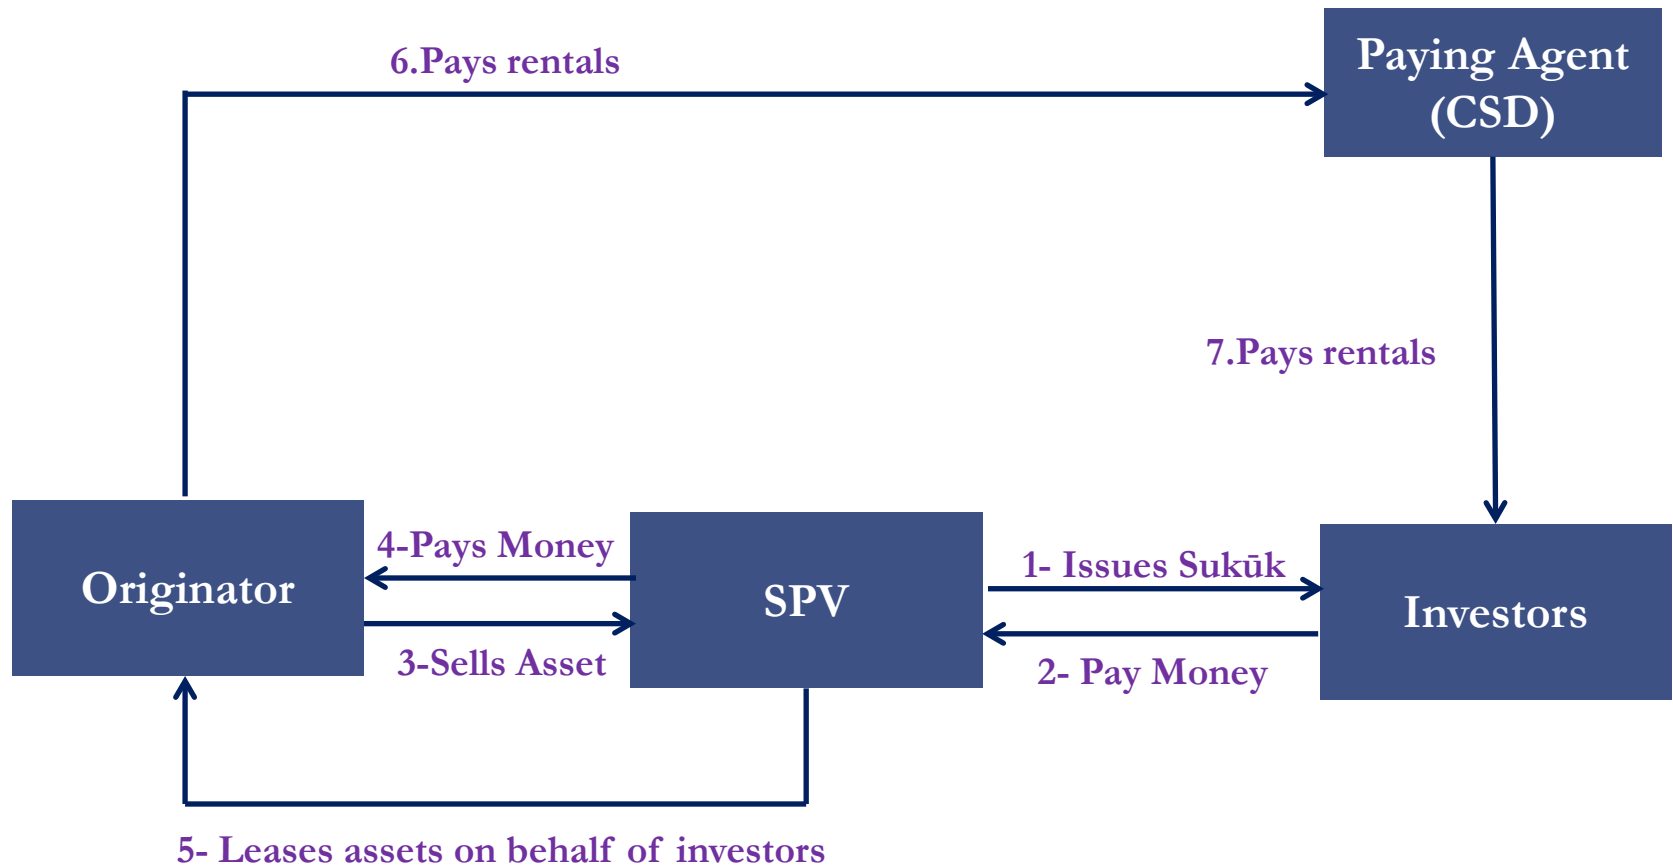 6.Pays rentals
Paying Agent
(CSD)
7.Pays rentals
Originator
4-Pays Money
3-Sells Asset
SPV
1- Issues Sukūk
2- Pay Money
Investors
5- Leases assets on behalf of investors